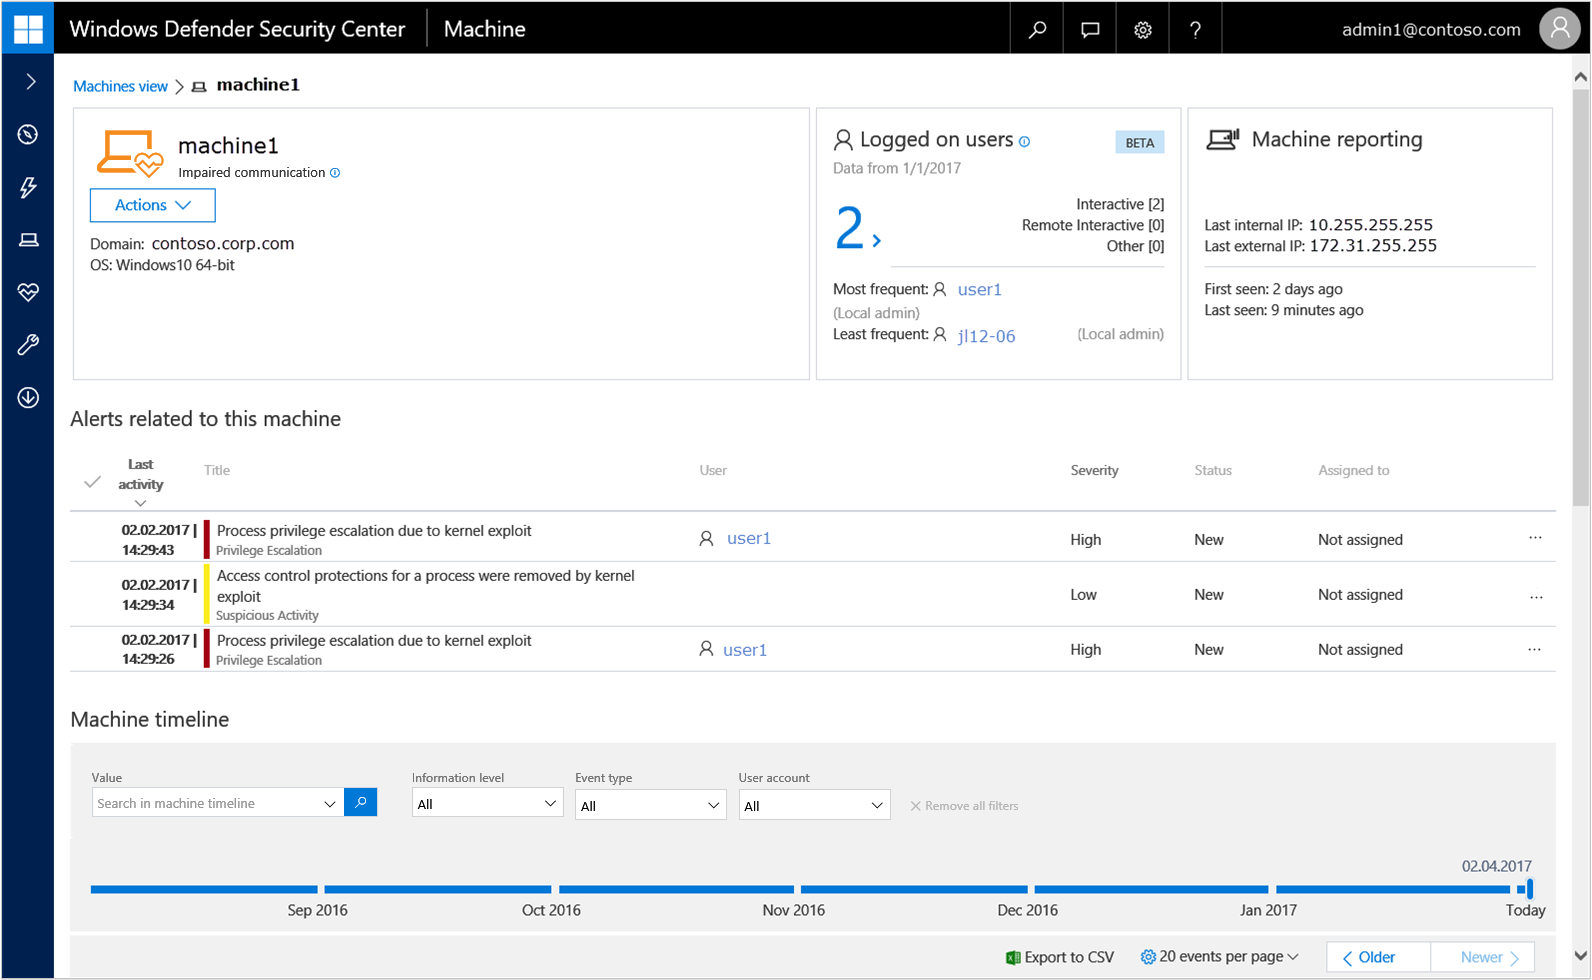 Windows Defender Security Center
Machine
?
admin1@contoso.com
Machines view
machine1
machine1
Impaired communication
Actions
Domain: contoso.corp.com
OS: Windows10 64-bit
Logged on users
BETA
Data from 1/1/2017
2
Interactive [2]
Remote Interactive [0]
Other [0]
Most frequent: user1
(Local admin)
Least frequent: jl12-06 (Local admin)
Machine reporting
Last internal IP: 10.255.255.255
Last external IP: 172.31.255.255
First seen: 2 days ago
Last seen: 9 minutes ago
Alerts related to this machine
Last activity Title User Severity Status Assigned to
02.02.2017 | 14:29:43
Process privilege escalation due to kernel exploit
Privilege Escalation
user1 High New Not assigned ...
02.02.2017 | 14:29:34
Access control protections for a process were removed by kernel
exploit
Suspicious Activity
Low New Not assigned ...
02.02.2017 | 14:29:26
Process privilege escalation due to kernel exploit
Privilege Escalation
user1 High New Not assigned ...
Machine timeline
Value Information level Event type User account
Search in machine timeline All All All Remove all filters
02.04.2017
Sep 2016 Oct 2016 Nov 2016 Dec 2016 Jan 2017 Today
Export to CSV 20 events per page Older Newer